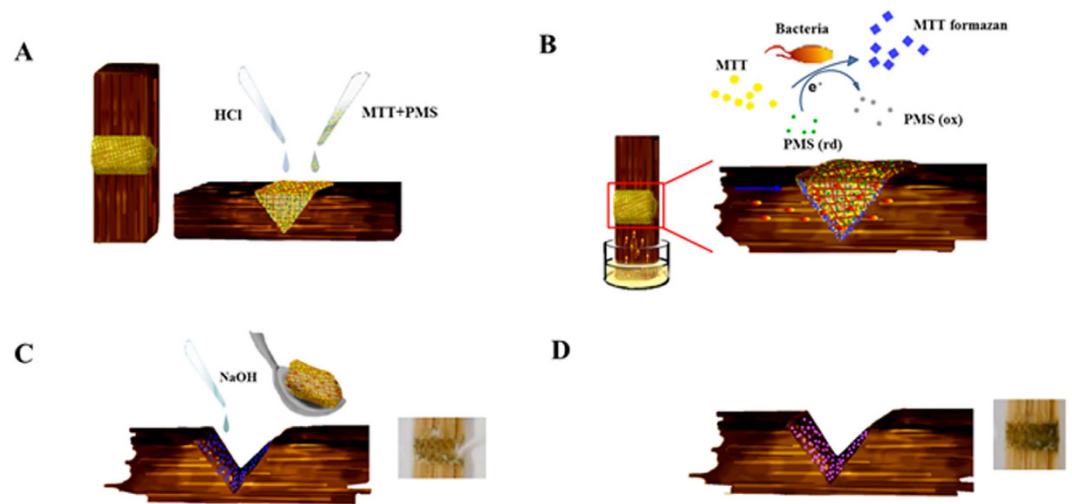 A
HCl
MTT+PMS
B
Bacteria
MTT formazan
MTT
e⁻
PMS (ox)
PMS (rd)
C
NaOH
D